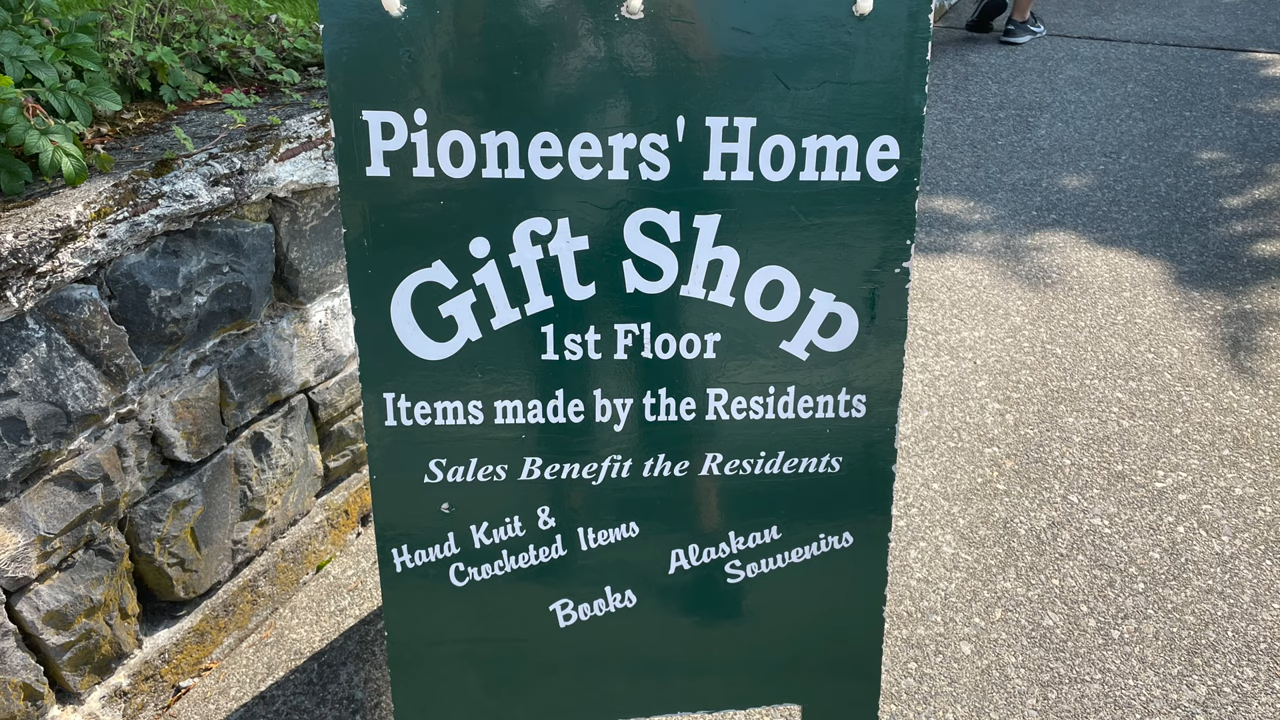 Pioneers' Home
Gift Shop
1st Floor
Items made by the Residents
Sales Benefit the Residents
Hand Knit &
Crocheted Items
Alaskan
Souvenirs
Books